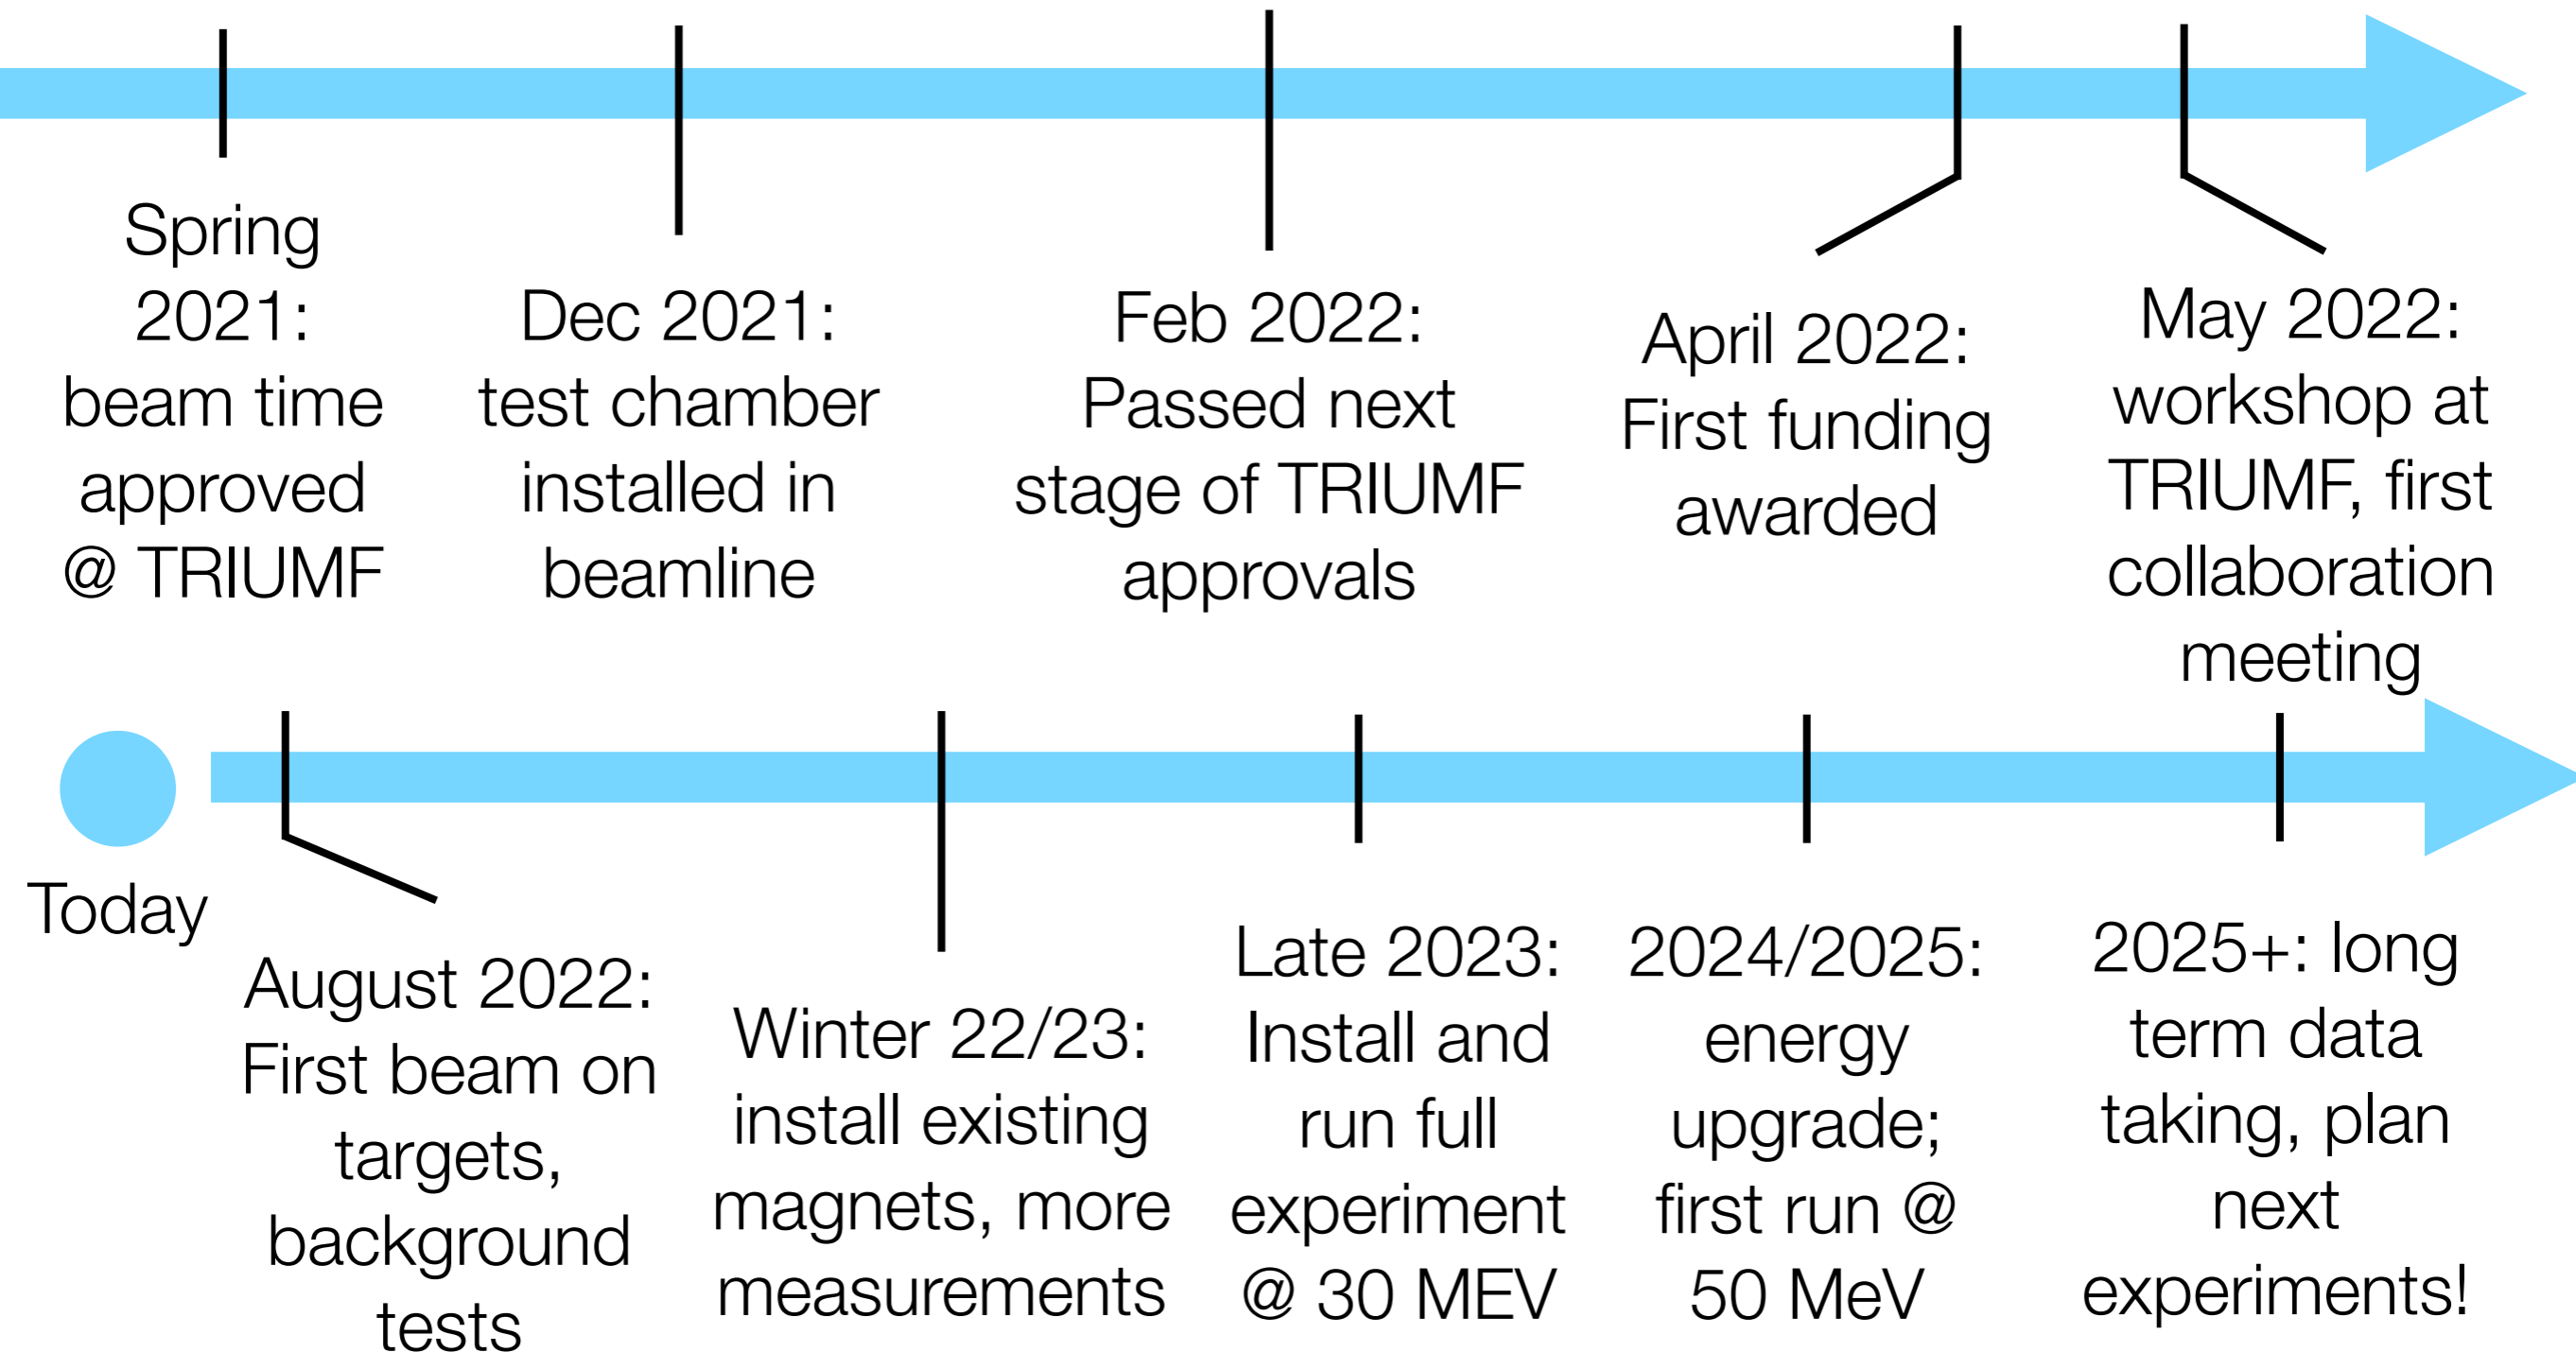 Spring
2021:
beam time
approved
@ TRIUMF
Dec 2021:
test chamber
installed in
beamline
Feb 2022:
Passed next
stage of TRIUMF
approvals
April 2022:
First funding
awarded
May 2022:
workshop at
TRIUMF, first
collaboration
meeting
Today
August 2022:
First beam on
targets,
background
tests
Winter 22/23:
install existing
magnets, more
measurements
Late 2023:
Install and
run full
experiment
@ 30 MEV
2024/2025:
energy
upgrade;
first run @
50 MeV
2025+: long
term data
taking, plan
next
experiments!